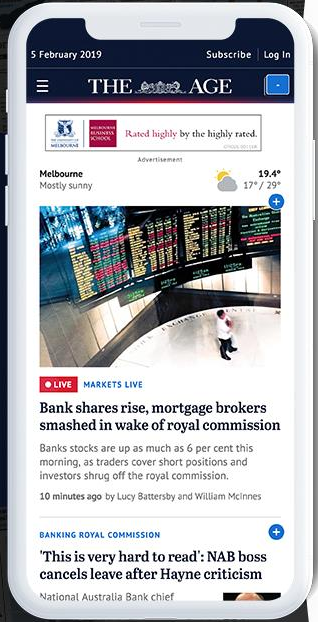 5 February 2019
Subscribe | Log In
THE AGE
THE UNIVERSITY OF
MELBOURNE
MELBOURNE
BUSINESS
SCHOOL
Rated highly by the highly rated.
Advertisement
Melbourne
Mostly sunny
19.4°
17° / 29°
LIVE MARKETS LIVE
Bank shares rise, mortgage brokers
smashed in wake of royal commission
Banks stocks are up as much as 6 per cent this
morning, as traders cover short positions and
investors shrug off the royal commission.
10 minutes ago by Lucy Battersby and William McInnes
BANKING ROYAL COMMISSION
'This is very hard to read': NAB boss
cancels leave after Hayne criticism
National Australia Bank chief